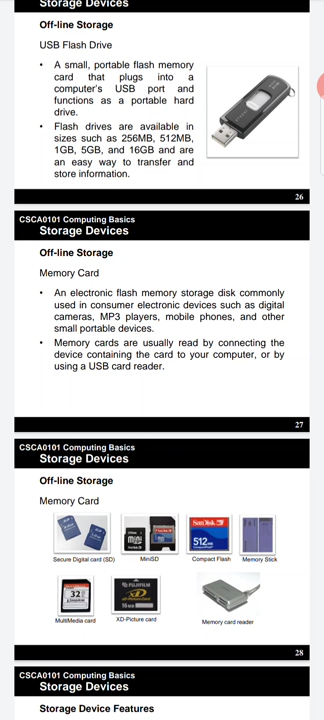 Storage Devices
Off-line Storage
USB Flash Drive
• A small, portable flash memory
card that plugs into a
computer's USB port and
functions as a portable hard
drive.
• Flash drives are available in
sizes such as 256MB, 512MB,
1GB, 5GB, and 16GB and are
an easy way to transfer and
store information.
26
CSCA0101 Computing Basics
Storage Devices
Off-line Storage
Memory Card
• An electronic flash memory storage disk commonly
used in consumer electronic devices such as digital
cameras, MP3 players, mobile phones, and other
small portable devices.
• Memory cards are usually read by connecting the
device containing the card to your computer, or by
using a USB card reader.
27
CSCA0101 Computing Basics
Storage Devices
Off-line Storage
Memory Card
mini
SanDisk
512
Secure Digital card (SD)
MiniSD
Compact Flash
Memory Stick
32
FUJIFILM
xD
MultiMedia card
XD-Picture card
Memory card reader
28
CSCA0101 Computing Basics
Storage Devices
Storage Device Features